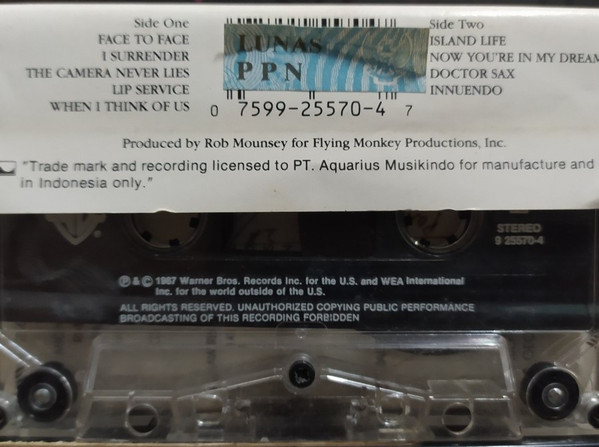 Side One
FACE TO FACE
I SURRENDER
THE CAMERA NEVER LIES
LIP SERVICE
WHEN I THINK OF US
LUNAS
PPN
0 7599-25570-4 7
Side Two
ISLAND LIFE
NOW YOU'RE IN MY DREAM
DOCTOR SAX
INNUENDO
Produced by Rob Mounsey for Flying Monkey Productions, Inc.
"Trade mark and recording licensed to PT. Aquarius Musikindo for manufacture and
in Indonesia only."
STEREO
9 25570-4
℗ & © 1987 Warner Bros. Records Inc. for the U.S. and WEA International
Inc. for the world outside of the U.S.
ALL RIGHTS RESERVED. UNAUTHORIZED COPYING PUBLIC PERFORMANCE
BROADCASTING OF THIS RECORDING FORBIDDEN